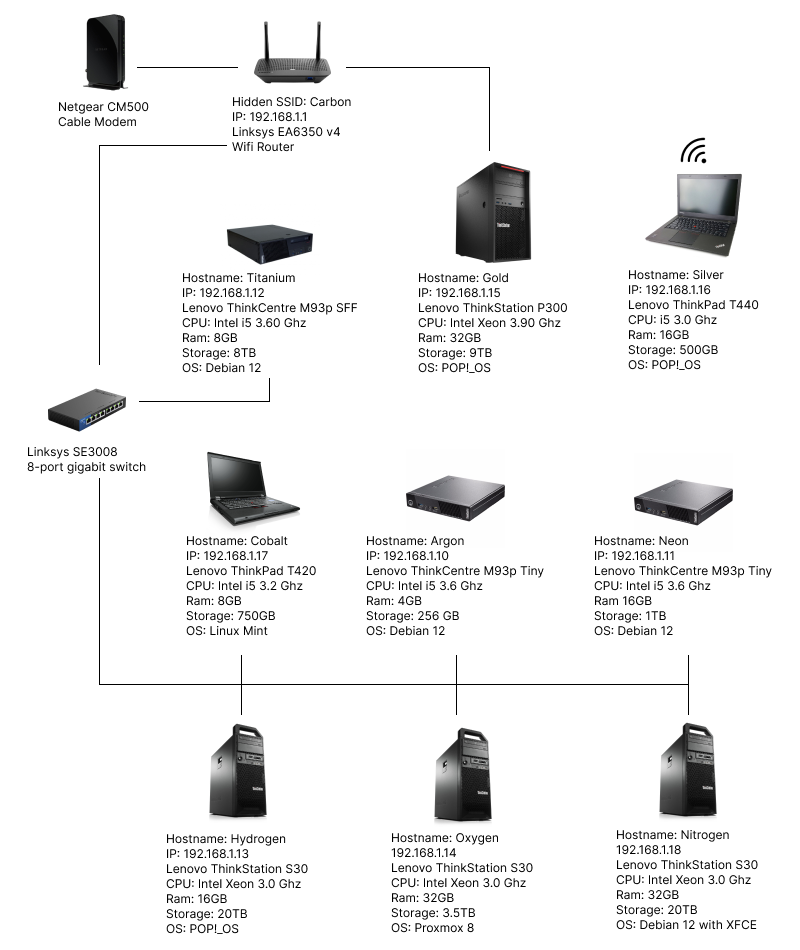 Netgear CM500
Cable Modem
Hidden SSID: Carbon
IP: 192.168.1.1
Linksys EA6350 v4
Wifi Router
Hostname: Titanium
IP: 192.168.1.12
Lenovo ThinkCentre M93p SFF
CPU: Intel i5 3.60 Ghz
Ram: 8GB
Storage: 8TB
OS: Debian 12
Hostname: Gold
IP: 192.168.1.15
Lenovo ThinkStation P300
CPU: Intel Xeon 3.90 Ghz
Ram: 32GB
Storage: 9TB
OS: POP!_OS
Hostname: Silver
IP: 192.168.1.16
Lenovo ThinkPad T440
CPU: i5 3.0 Ghz
Ram: 16GB
Storage: 500GB
OS: POP!_OS
Linksys SE3008
8-port gigabit switch
Hostname: Cobalt
IP: 192.168.1.17
Lenovo ThinkPad T420
CPU: Intel i5 3.2 Ghz
Ram: 8GB
Storage: 750GB
OS: Linux Mint
Hostname: Argon
IP: 192.168.1.10
Lenovo ThinkCentre M93p Tiny
CPU: Intel i5 3.6 Ghz
Ram: 4GB
Storage: 256 GB
OS: Debian 12
Hostname: Neon
IP: 192.168.1.11
Lenovo ThinkCentre M93p Tiny
CPU: Intel i5 3.6 Ghz
Ram 16GB
Storage: 1TB
OS: Debian 12
Hostname: Hydrogen
IP: 192.168.1.13
Lenovo ThinkStation S30
CPU: Intel Xeon 3.0 Ghz
Ram: 16GB
Storage: 20TB
OS: POP!_OS
Hostname: Oxygen
192.168.1.14
Lenovo ThinkStation S30
CPU: Intel Xeon 3.0 Ghz
Ram: 32GB
Storage: 3.5TB
OS: Proxmox 8
Hostname: Nitrogen
192.168.1.18
Lenovo ThinkStation S30
CPU: Intel Xeon 3.0 Ghz
Ram: 32GB
Storage: 20TB
OS: Debian 12 with XFCE